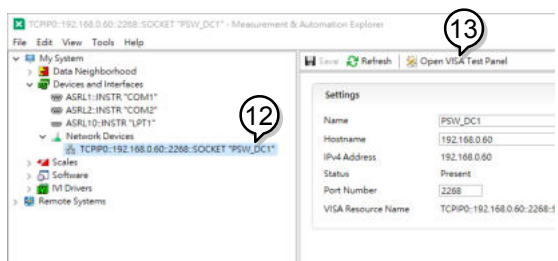 TCPIP0::192.168.0.60::2268::SOCKET "PSW_DC1" - Measurement & Automation Explorer
File Edit View Tools Help
13
My System
Data Neighborhood
Devices and Interfaces
ASRL1::INSTR "COM1"
ASRL2::INSTR "COM2"
ASRL10::INSTR "LPT1"
Network Devices
12
TCPIP0::192.168.0.60::2268::SOCKET "PSW_DC1"
Scales
Software
IVI Drivers
Remote Systems
Save Refresh Open VISA Test Panel
Settings
Name PSW_DC1
Hostname 192.168.0.60
IPv4 Address 192.168.0.60
Status Present
Port Number 2268
VISA Resource Name TCPIP0::192.168.0.60::2268::S